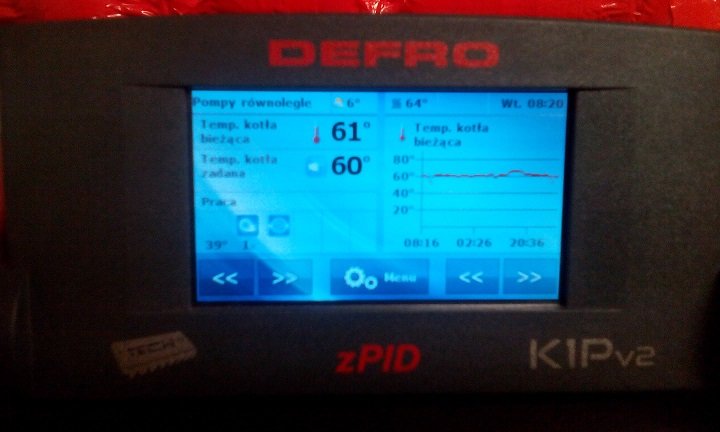 DEFRO
Pompy równoległe 6° 64° Wt. 08:20
Temp. kotła bieżąca 61°
Temp. kotła zadana 60°
Praca
39° 1
Temp. kotła bieżąca
80°
60°
40°
20°
08:16 02:26 20:36
<< >> Menu << >>
TECH
zPID
K1Pv2